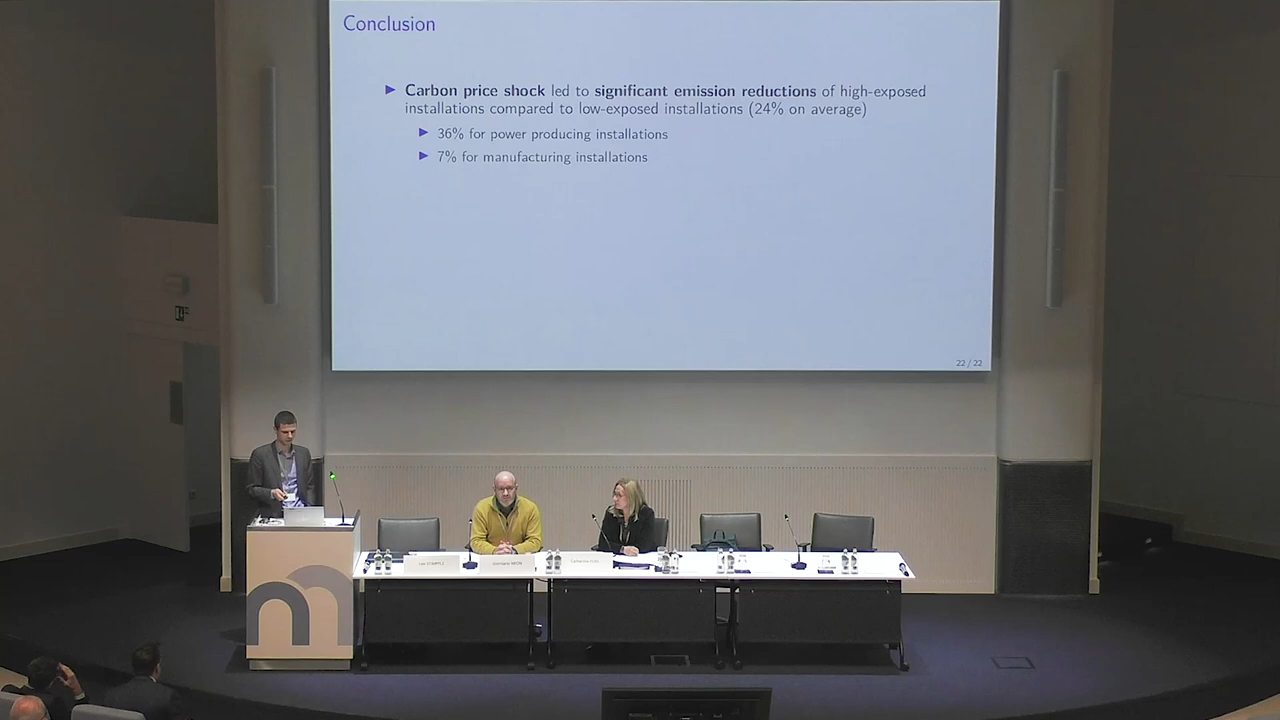 Conclusion
Carbon price shock led to significant emission reductions of high-exposed
installations compared to low-exposed installations (24% on average)
36% for power producing installations
7% for manufacturing installations
22 / 22